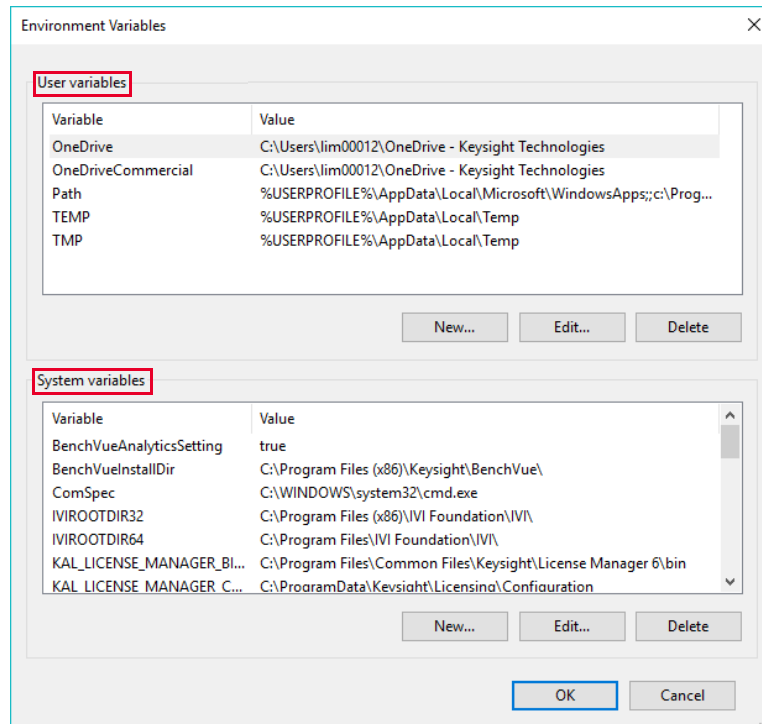 Environment Variables
User variables
Variable Value
OneDrive C:\Users\lim00012\OneDrive - Keysight Technologies
OneDriveCommercial C:\Users\lim00012\OneDrive - Keysight Technologies
Path %USERPROFILE%\AppData\Local\Microsoft\WindowsApps;;c:\Prog...
TEMP %USERPROFILE%\AppData\Local\Temp
TMP %USERPROFILE%\AppData\Local\Temp
New... Edit... Delete
System variables
Variable Value
BenchVueAnalyticsSetting true
BenchVueInstallDir C:\Program Files (x86)\Keysight\BenchVue\
ComSpec C:\WINDOWS\system32\cmd.exe
IVIROOTDIR32 C:\Program Files (x86)\IVI Foundation\IVI\
IVIROOTDIR64 C:\Program Files\IVI Foundation\IVI\
KAL_LICENSE_MANAGER_BI... C:\Program Files\Common Files\Keysight\License Manager 6\bin
KAL_LICENSE_MANAGER_C... C:\ProgramData\Keysight\Licensing\Configuration
New... Edit... Delete
OK Cancel